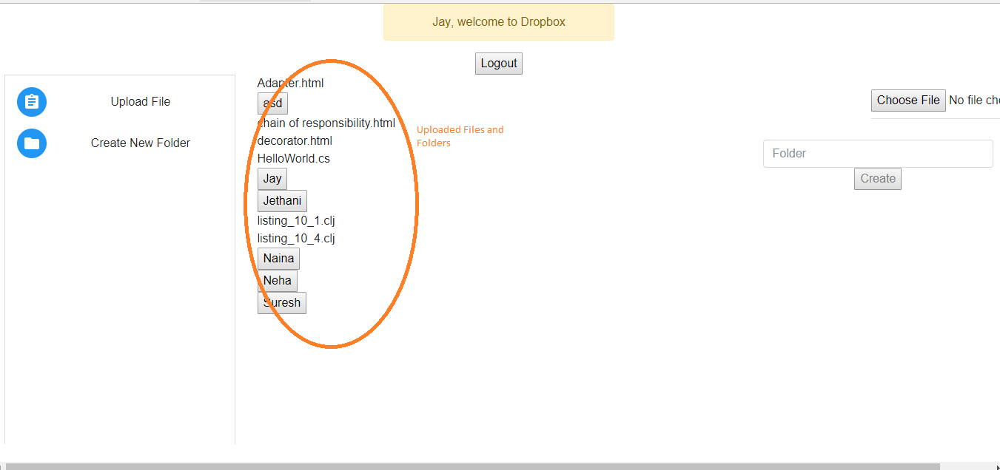 Jay, welcome to Dropbox
Logout
Upload File
Create New Folder
Adapter.html
asd
chain of responsibility.html
decorator.html
HelloWorld.cs
Jay
Jethani
listing_10_1.clj
listing_10_4.clj
Naina
Neha
Suresh
Uploaded Files and
Folders
Choose File No file cho
Folder
Create